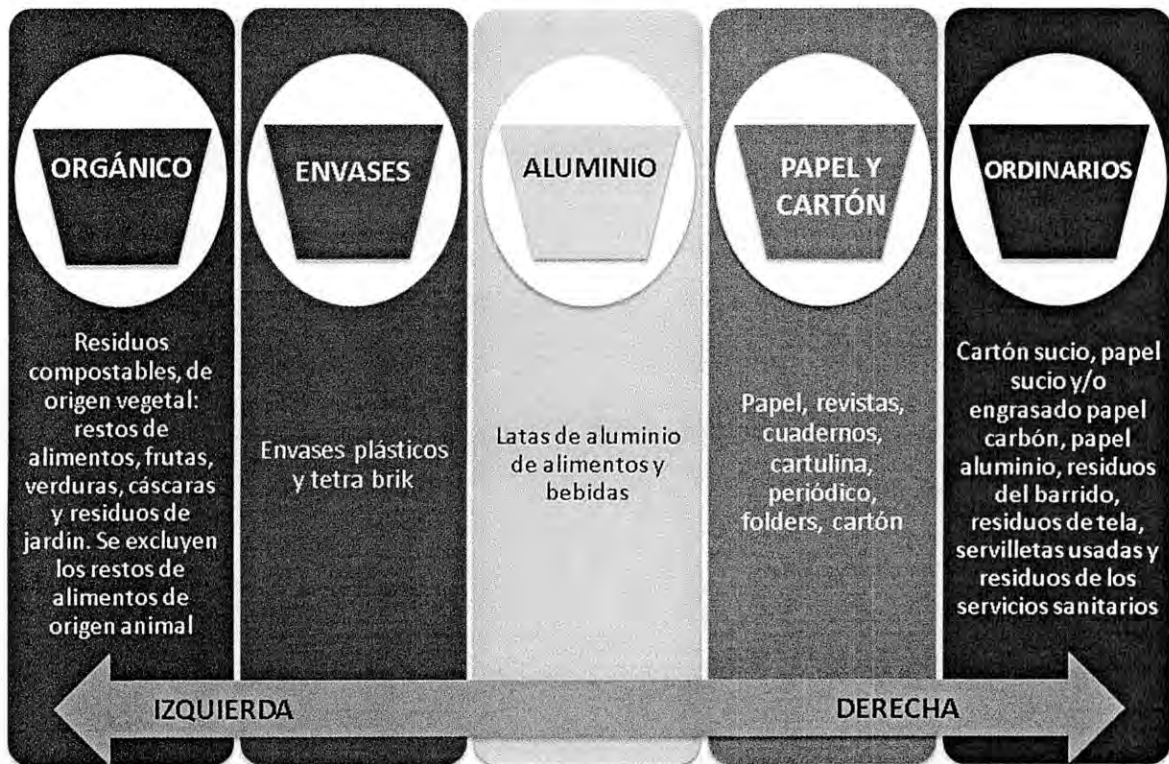 ORGÁNICO
Residuos
compostables, de
origen vegetal:
restos de
alimentos, frutas,
verduras, cáscaras
y residuos de
jardín. Se excluyen
los restos de
alimentos de
origen animal
ENVASES
Envases plásticos
y tetra brik
ALUMINIO
Latas de aluminio
de alimentos y
bebidas
PAPEL Y
CARTÓN
Papel, revistas,
cuadernos,
cartulina,
periódico,
folders, cartón
ORDINARIOS
Cartón sucio, papel
sucio y/o
engrasado papel
carbón, papel
aluminio, residuos
del barrido,
residuos de tela,
servilletas usadas y
residuos de los
servicios sanitarios
IZQUIERDA
DERECHA